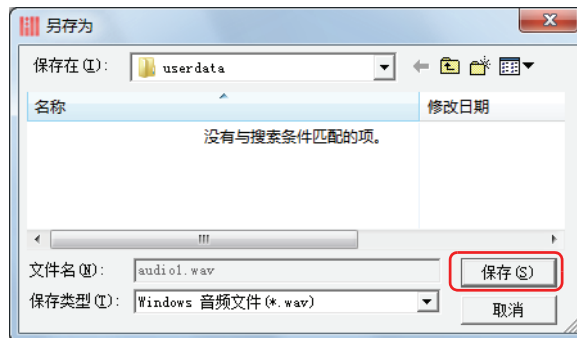 另存为
保存在(I):
userdata
名称
修改日期
没有与搜索条件匹配的项。
文件名(N):
audio1.wav
保存(S)
保存类型(T):
Windows 音频文件(*.wav)
取消